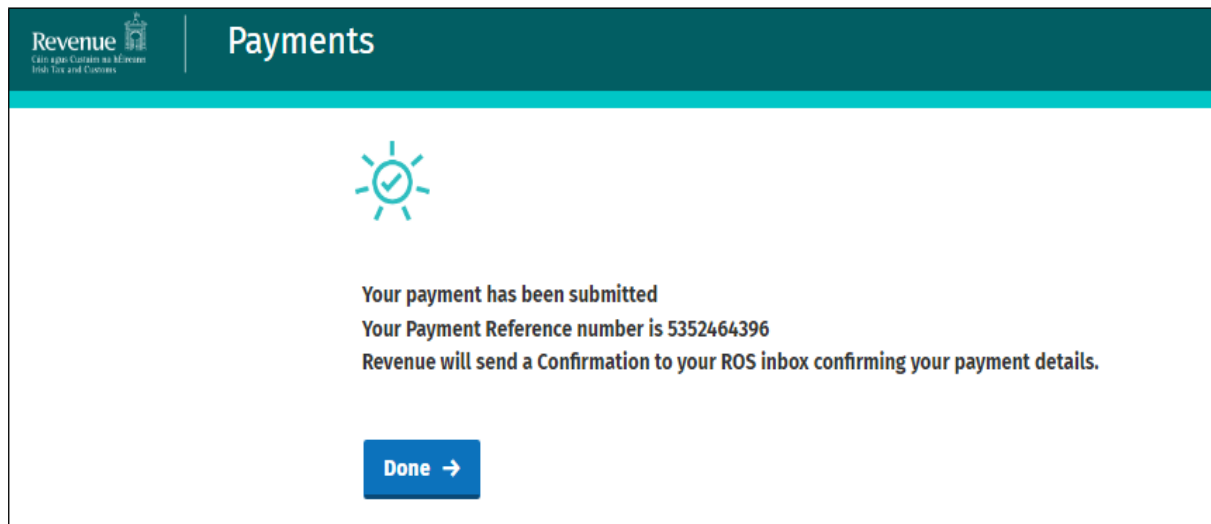 Revenue
Cáin agus Custaim na hÉireann
Irish Tax and Customs
Payments
Your payment has been submitted
Your Payment Reference number is 5352464396
Revenue will send a Confirmation to your ROS inbox confirming your payment details.
Done →